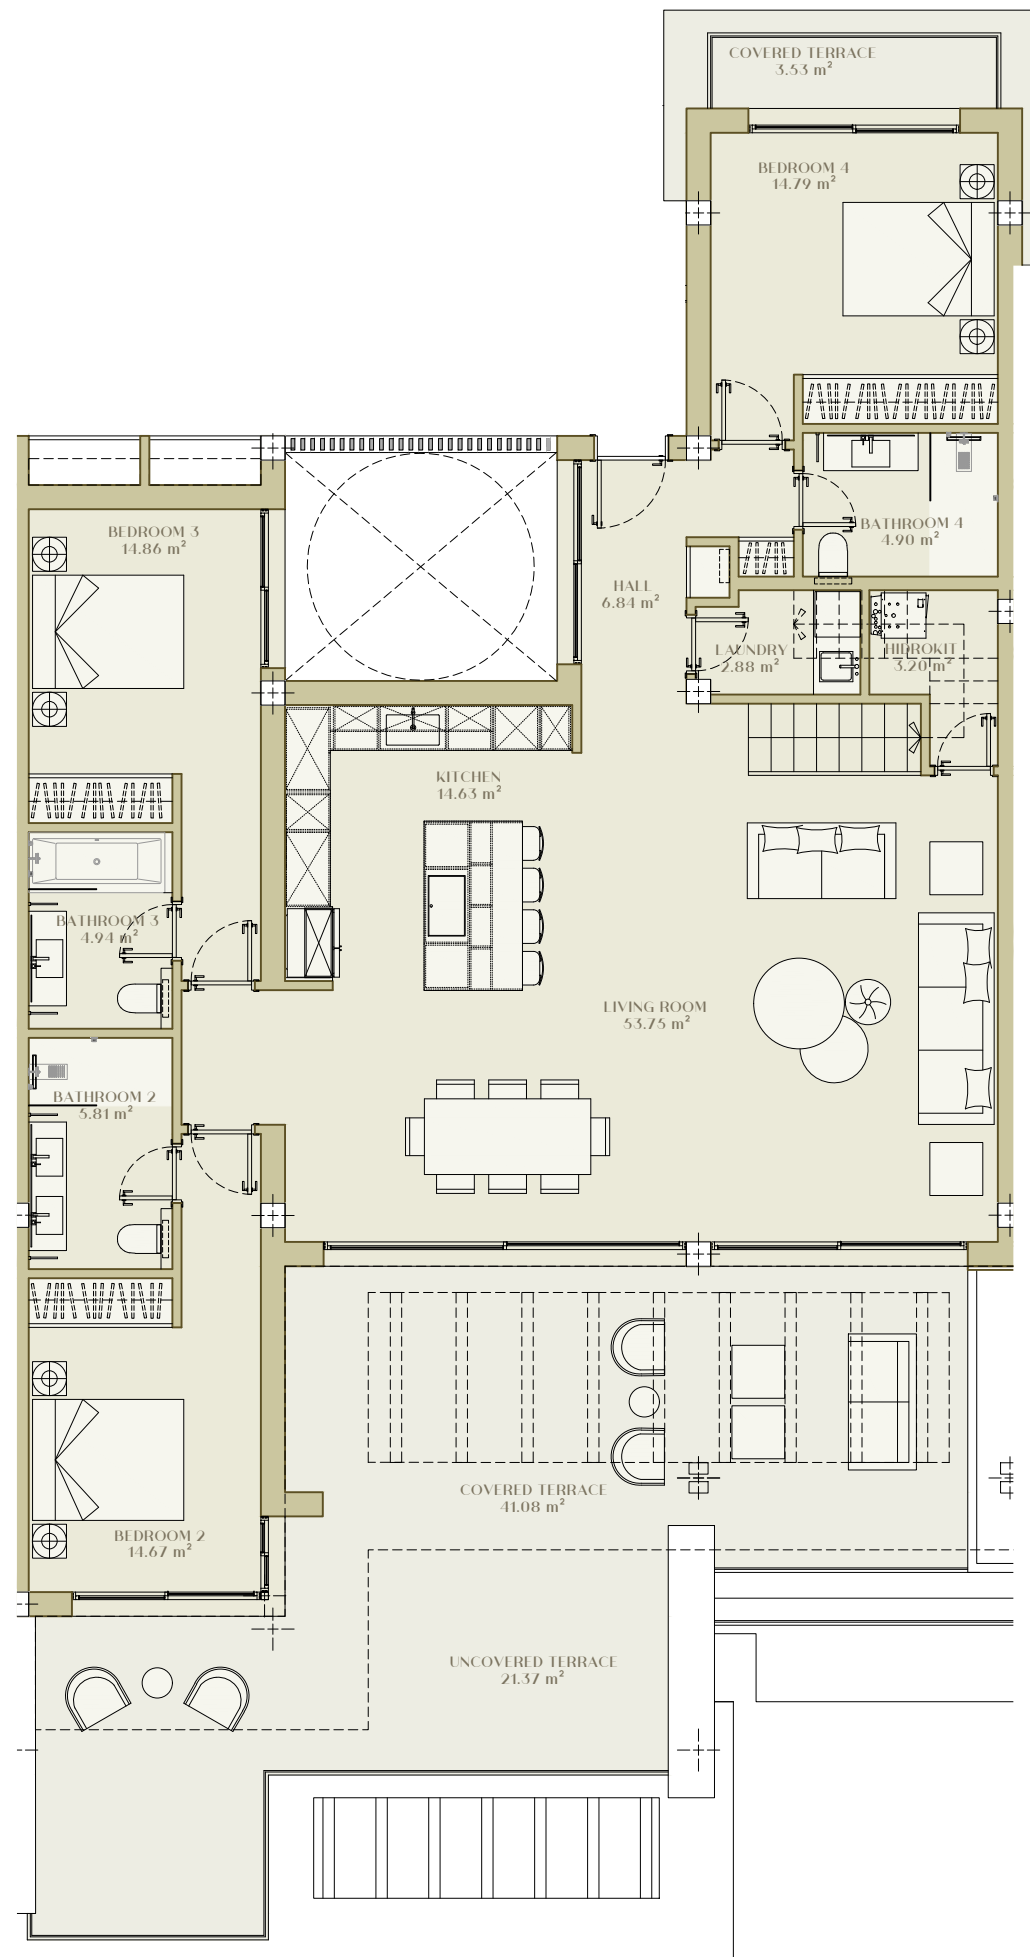 COVERED TERRACE
3.53 m²
BEDROOM 4
14.79 m²
BEDROOM 3
14.86 m²
BATHROOM 4
4.90 m²
HALL
6.84 m²
LAUNDRY
2.88 m²
HIDROKIT
3.20 m²
KITCHEN
14.63 m²
BATHROOM 3
4.94 m²
LIVING ROOM
53.75 m²
BATHROOM 2
5.81 m²
COVERED TERRACE
41.08 m²
BEDROOM 2
14.67 m²
UNCOVERED TERRACE
21.37 m²